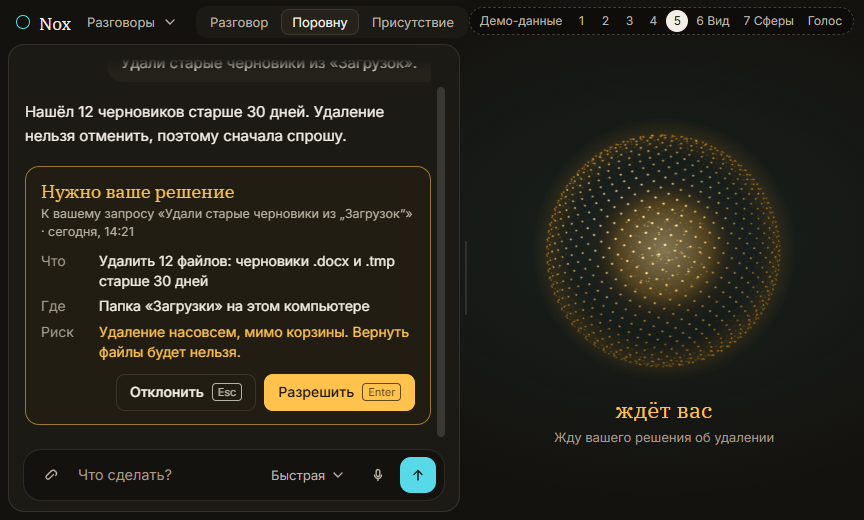 Nox Разговоры Разговор Поровну Присутствие Демо-данные 1 2 3 4 5 6 Вид 7 Сферы Голос
Удали старые черновики из «Загрузок».
Нашёл 12 черновиков старше 30 дней. Удаление
нельзя отменить, поэтому сначала спрошу.
Нужно ваше решение
К вашему запросу «Удали старые черновики из „Загрузок“»
· сегодня, 14:21
Что Удалить 12 файлов: черновики .docx и .tmp
старше 30 дней
Где Папка «Загрузки» на этом компьютере
Риск Удаление насовсем, мимо корзины. Вернуть
файлы будет нельзя.
Отклонить Esc Разрешить Enter
Что сделать? Быстрая
ждёт вас
Жду вашего решения об удалении